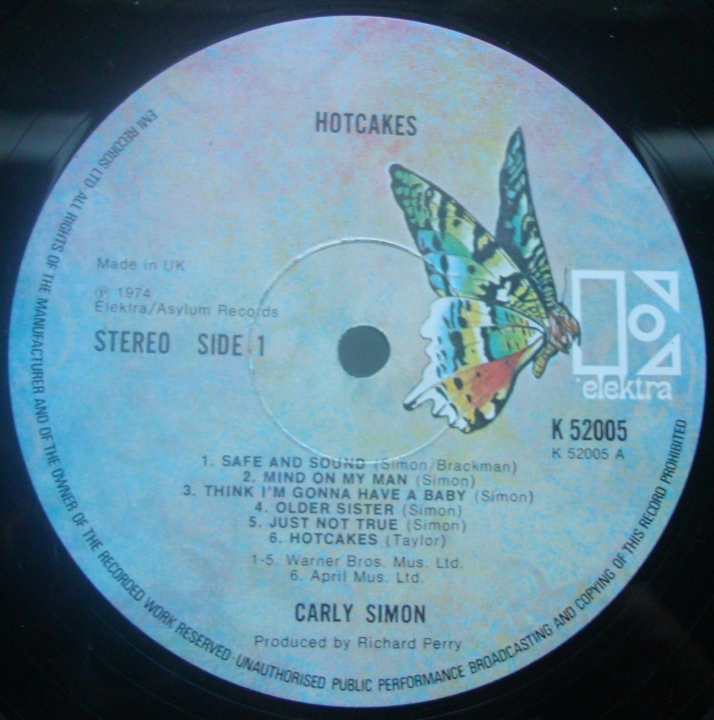 HOTCAKES
Made in UK
℗ 1974
Elektra/Asylum Records
STEREO SIDE 1
elektra
K 52005
K 52005 A
1. SAFE AND SOUND (Simon/Brackman)
2. MIND ON MY MAN (Simon)
3. THINK I'M GONNA HAVE A BABY (Simon)
4. OLDER SISTER (Simon)
5. JUST NOT TRUE (Simon)
6. HOTCAKES (Taylor)
1-5. Warner Bros. Mus. Ltd.
6. April Mus. Ltd.
CARLY SIMON
Produced by Richard Perry
EMI RECORDS LTD ALL RIGHTS OF THE MANUFACTURER AND OF THE OWNER OF THE RECORDED WORK RESERVED·UNAUTHORISED PUBLIC PERFORMANCE BROADCASTING AND COPYING OF THIS RECORD PROHIBITED